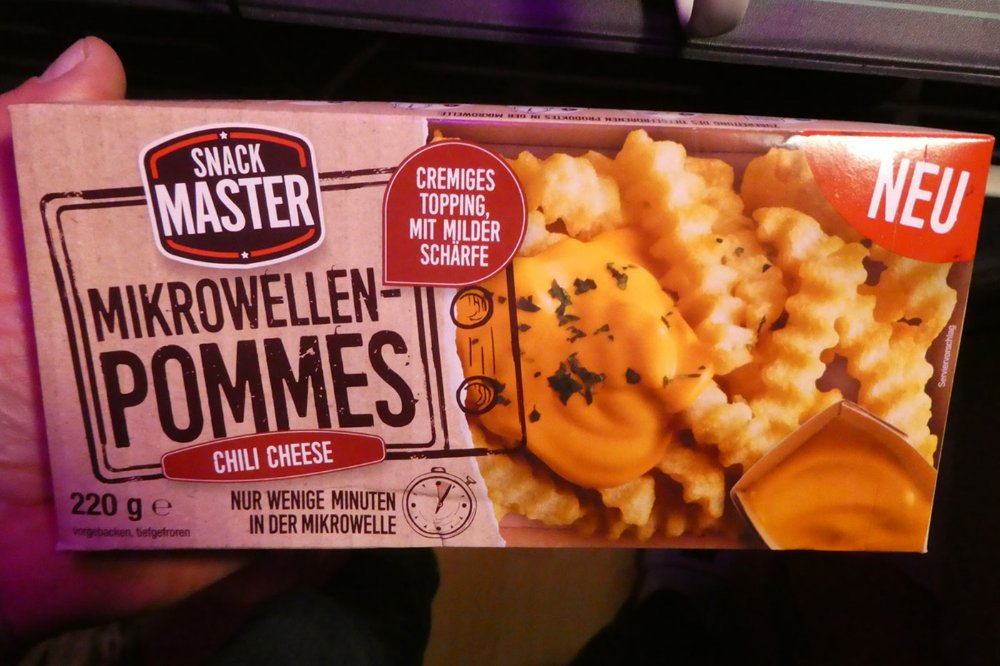 SNACK
MASTER
MIKROWELLEN-
POMMES
CHILI CHEESE
220 g e
vorgebacken, tiefgefroren
NUR WENIGE MINUTEN
IN DER MIKROWELLE
CREMIGES
TOPPING,
MIT MILDER
SCHÄRFE
NEU
Serviervorschlag